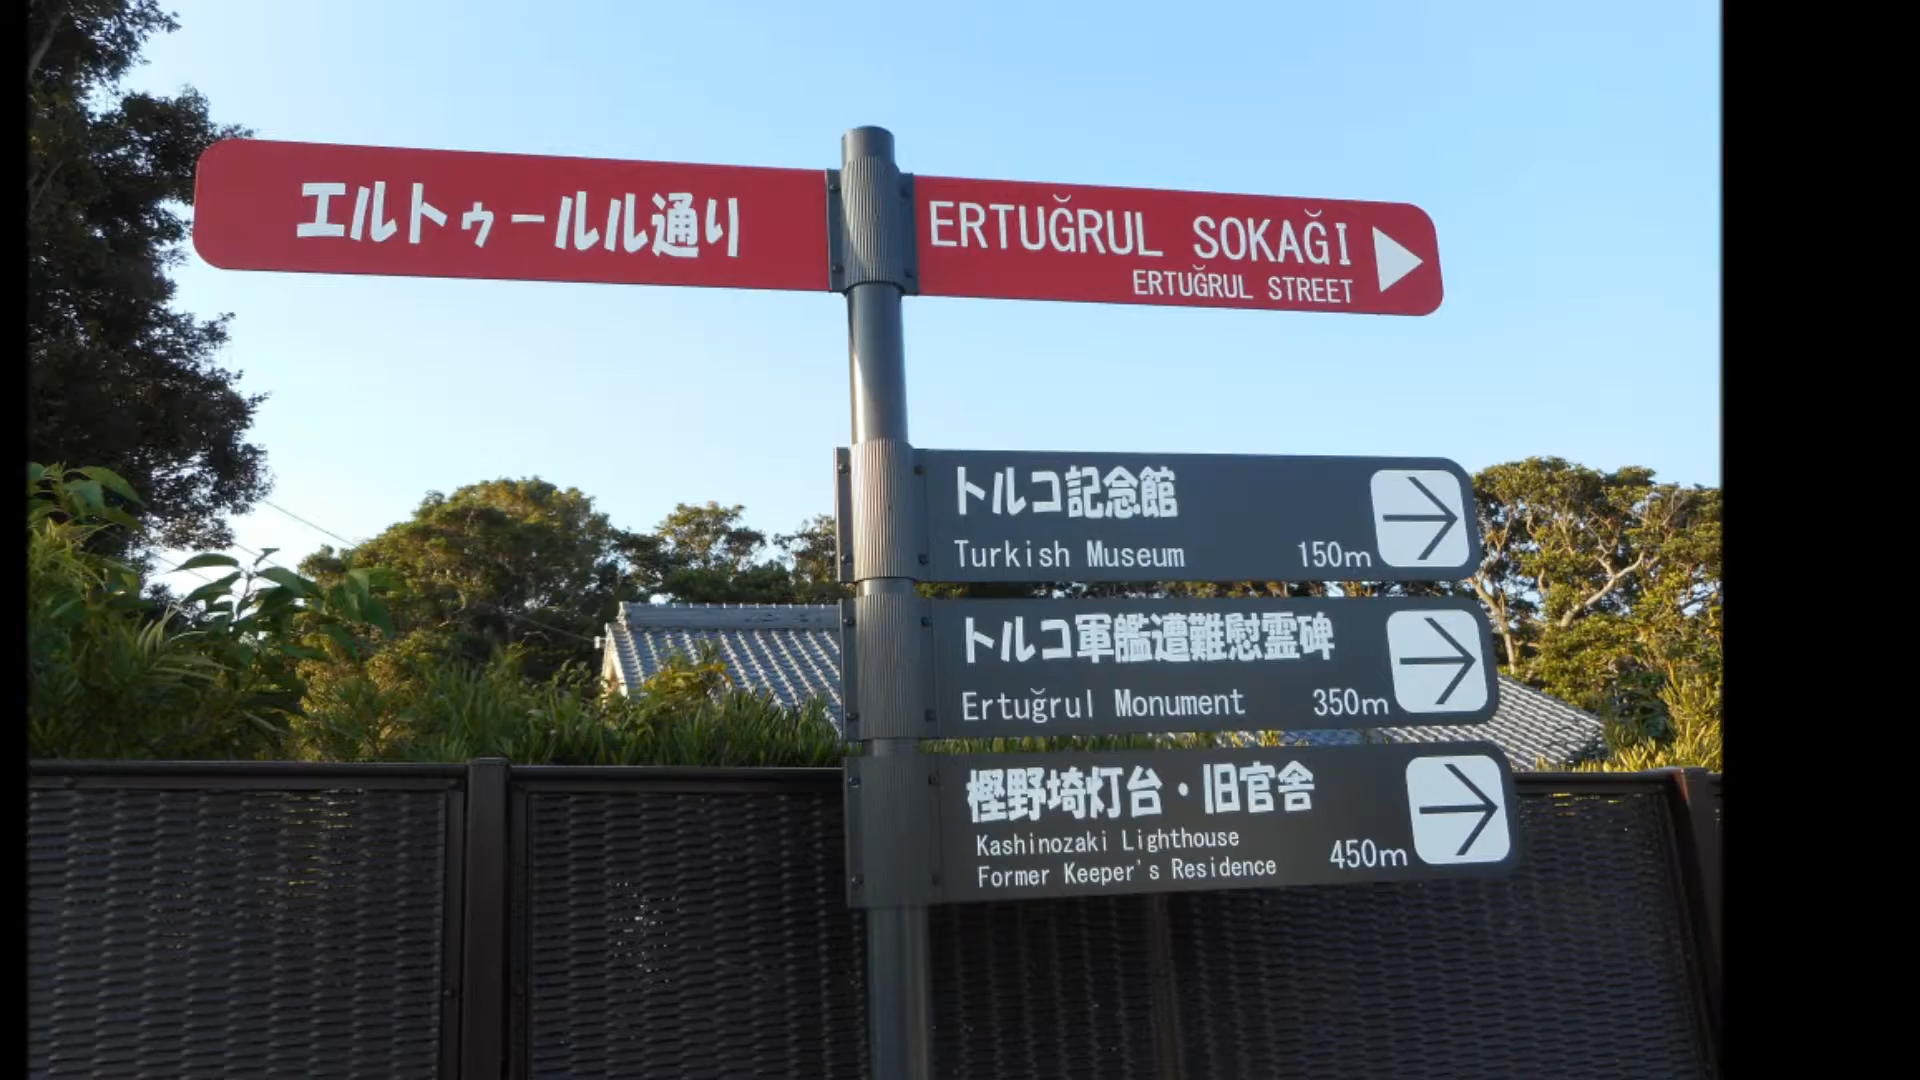 エルトゥールル通り
ERTUĞRUL SOKAĞI
ERTUĞRUL STREET
トルコ記念館
Turkish Museum 150m
トルコ軍艦遭難慰霊碑
Ertuğrul Monument 350m
樫野埼灯台・旧官舎
Kashinozaki Lighthouse
Former Keeper's Residence 450m